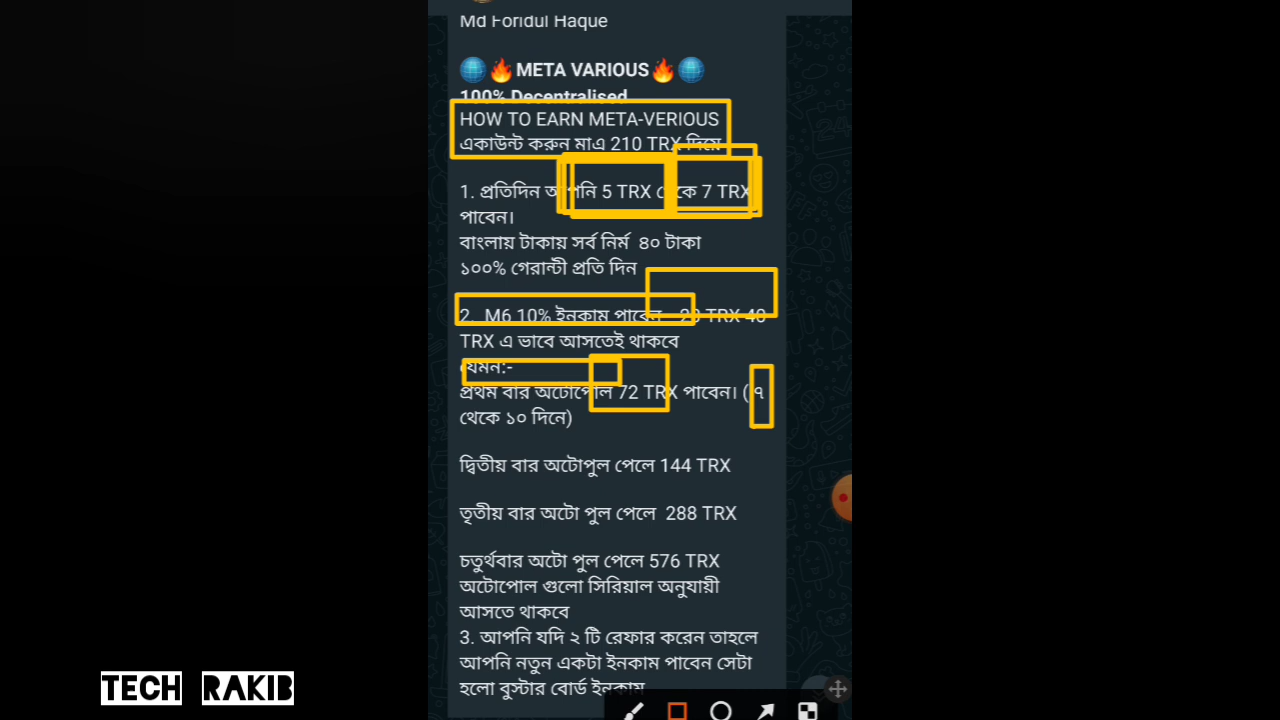 Md Foridul Haque
🌐🔥META VARIOUS🔥🌐
100% Decentralised
HOW TO EARN META-VERIOUS
একাউন্ট করুন মাএ 210 TRX দিয়ে
1. প্রতিদিন আপনি 5 TRX থেকে 7 TRX
পাবেন।
বাংলায় টাকায় সর্ব নির্ম ৪০ টাকা
১০০% গেরান্টী প্রতি দিন
2. M6 10% ইনকাম পাবেন TRX
TRX এ ভাবে আসতেই থাকবে
যেমন:-
প্রথম বার অটোপোল 72 TRX পাবেন। ( ৭
থেকে ১০ দিনে)
দ্বিতীয় বার অটোপুল পেলে 144 TRX
তৃতীয় বার অটো পুল পেলে 288 TRX
চতুর্থবার অটো পুল পেলে 576 TRX
অটোপোল গুলো সিরিয়াল অনুযায়ী
আসতে থাকবে
3. আপনি যদি ২ টি রেফার করেন তাহলে
আপনি নতুন একটা ইনকাম পাবেন সেটা
হলো বুস্টার বোর্ড ইনকাম
TECH RAKIB